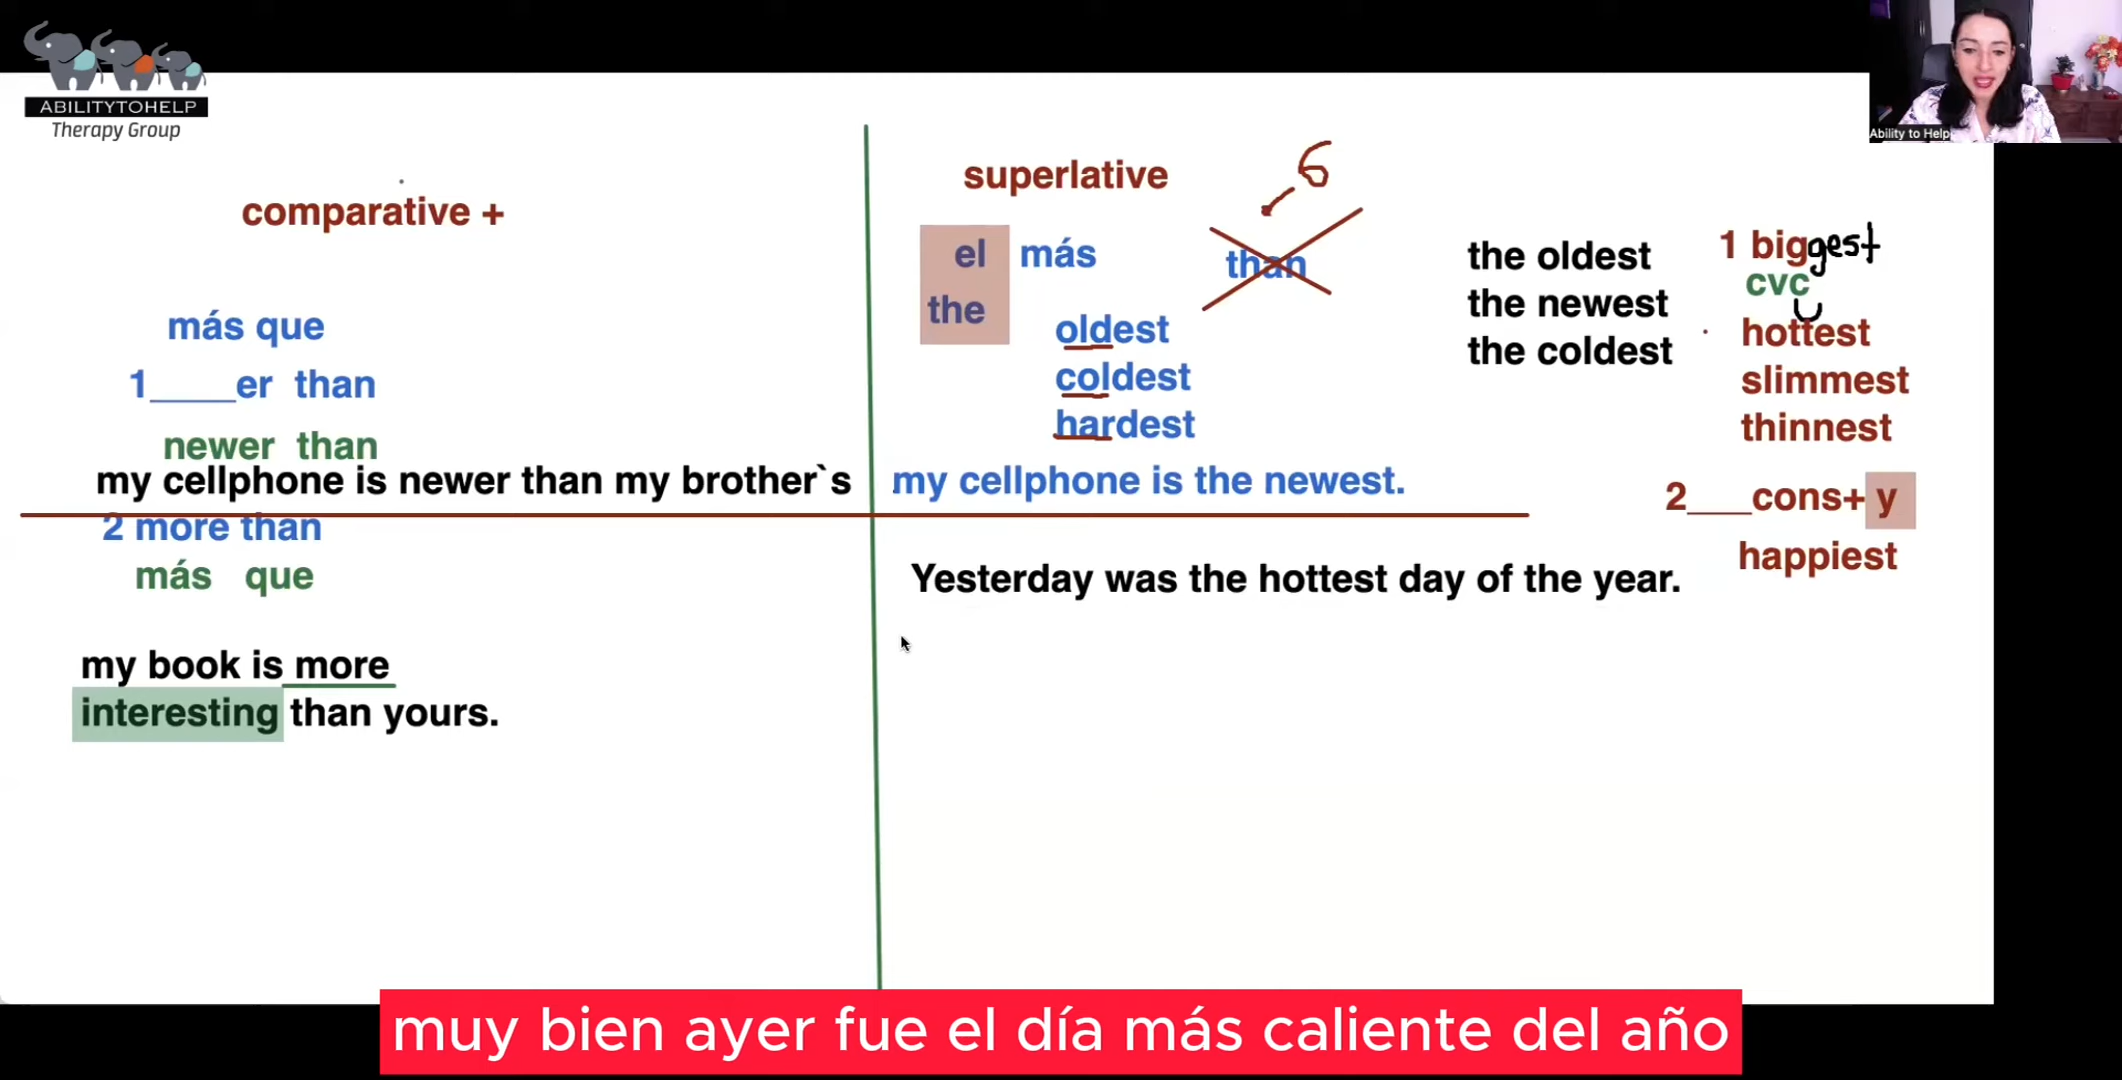 ABILITYTOHELP
Therapy Group
Ability to Help
comparative +
más que
1____er than
newer than
my cellphone is newer than my brother`s
2 more than
más que
my book is more
interesting than yours.
superlative
6
el más than
the
oldest
coldest
hardest
my cellphone is the newest.
the oldest
the newest
the coldest
1 biggest
cvc
hottest
slimmest
thinnest
2___cons+ y
happiest
Yesterday was the hottest day of the year.
muy bien ayer fue el día más caliente del año